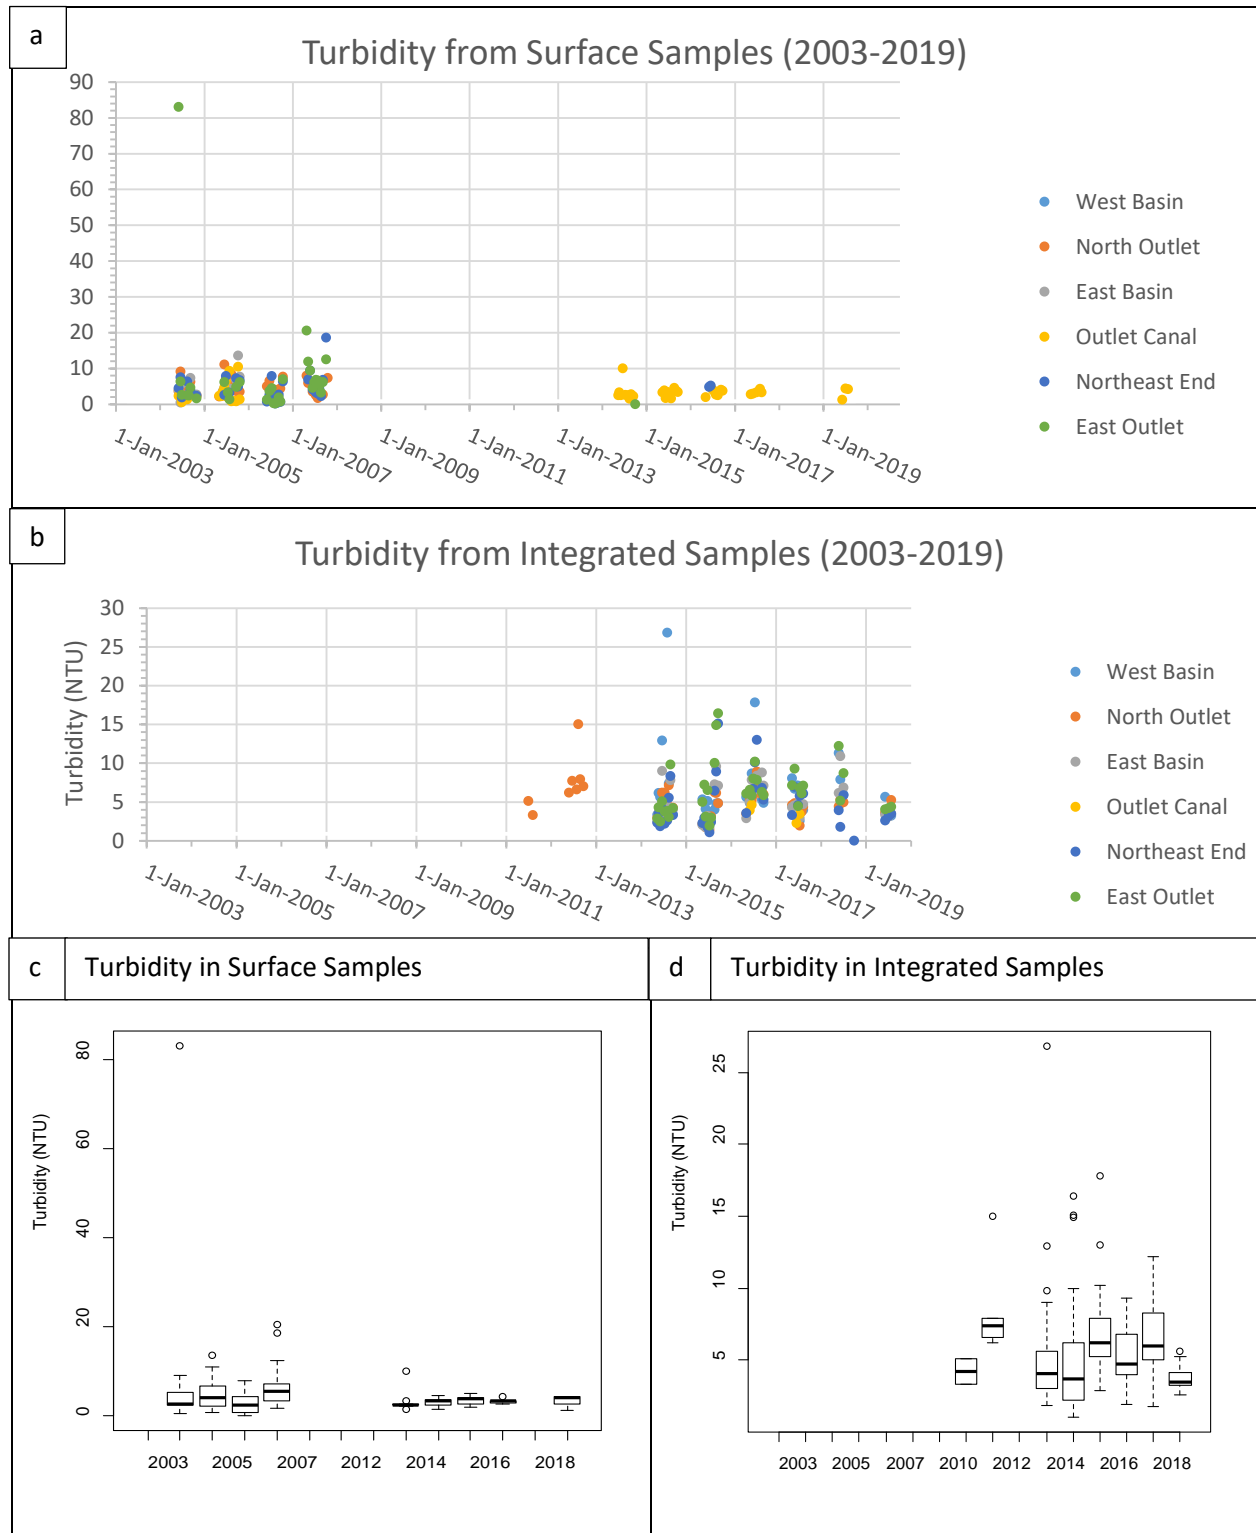 a
Turbidity from Surface Samples (2003-2019)
90
80
70
60
50
40
30
20
10
0
1-Jan-2003
1-Jan-2005
1-Jan-2007
1-Jan-2009
1-Jan-2011
1-Jan-2013
1-Jan-2015
1-Jan-2017
1-Jan-2019
West Basin
North Outlet
East Basin
Outlet Canal
Northeast End
East Outlet
b
Turbidity from Integrated Samples (2003-2019)
Turbidity (NTU)
30
25
20
15
10
5
0
1-Jan-2003
1-Jan-2005
1-Jan-2007
1-Jan-2009
1-Jan-2011
1-Jan-2013
1-Jan-2015
1-Jan-2017
1-Jan-2019
West Basin
North Outlet
East Basin
Outlet Canal
Northeast End
East Outlet
c
Turbidity in Surface Samples
Turbidity (NTU)
80
60
40
20
0
2003 2005 2007 2012 2014 2016 2018
d
Turbidity in Integrated Samples
Turbidity (NTU)
25
20
15
10
5
2003 2005 2007 2010 2012 2014 2016 2018